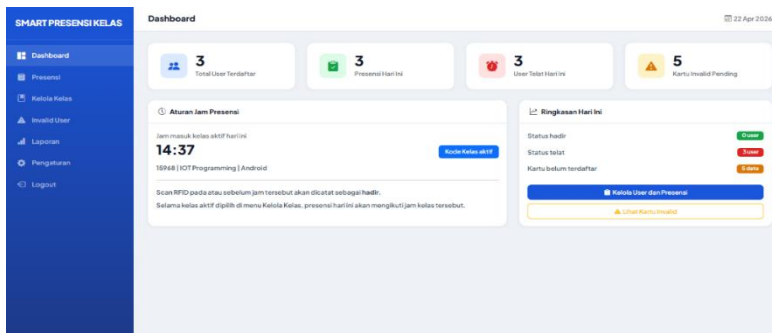 SMART PRESENSI KELAS
Dashboard
Presensi
Kelola Kelas
Invalid User
Laporan
Pengaturan
Logout
Dashboard
22 Apr 2026
3
Total User Terdaftar
3
Presensi Hari Ini
3
User Telat Hari Ini
5
Kartu Invalid Pending
Aturan Jam Presensi
Jam masuk kelas aktif hari ini
14:37
Kode Kelas aktif
15968 | IOT Programming | Android
Scan RFID pada atau sebelum jam tersebut akan dicatat sebagai hadir.
Selama kelas aktif dipilih di menu Kelola Kelas, presensi hari ini akan mengikuti jam kelas tersebut.
Ringkasan Hari Ini
Status hadir
0 user
Status telat
3 user
Kartu belum terdaftar
5 data
Kelola User dan Presensi
Lihat Kartu Invalid